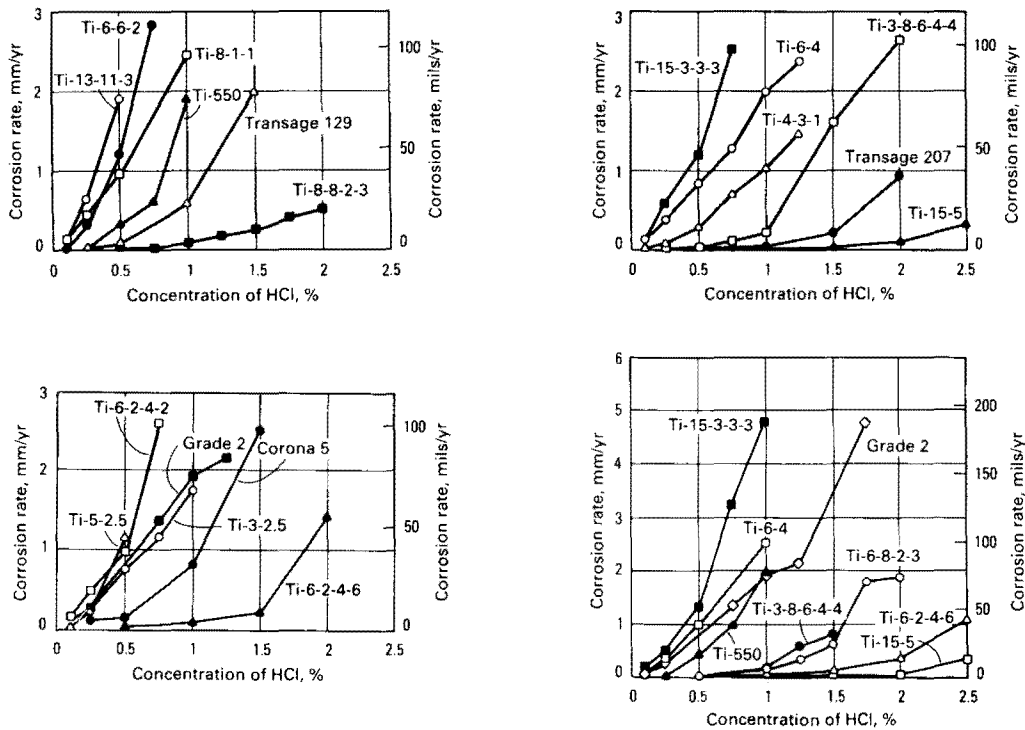 3
2
1
0
Corrosion rate, mm/yr
Ti-6-6-2
Ti-8-1-1
Ti-13-11-3
Ti-550
Transage 129
Ti-8-8-2-3
100
50
0
Corrosion rate, mils/yr
0 0.5 1 1.5 2 2.5
Concentration of HCl, %
3
2
1
0
Corrosion rate, mm/yr
Ti-3-8-6-4-4
Ti-15-3-3-3
Ti-6-4
Ti-4-3-1
Transage 207
Ti-15-5
100
50
0
Corrosion rate, mils/yr
0 0.5 1 1.5 2 2.5
Concentration of HCl, %
3
2
1
0
Corrosion rate, mm/yr
Ti-6-2-4-2
Grade 2
Corona 5
Ti-5-2.5
Ti-3-2.5
Ti-6-2-4-6
100
50
0
Corrosion rate, mils/yr
0 0.5 1 1.5 2 2.5
Concentration of HCl, %
6
5
4
3
2
1
0
Corrosion rate, mm/yr
Ti-15-3-3-3
Grade 2
Ti-6-4
Ti-6-8-2-3
Ti-3-8-6-4-4
Ti-6-2-4-6
Ti-550
Ti-15-5
200
150
100
50
0
Corrosion rate, mils/yr
0 0.5 1 1.5 2 2.5
Concentration of HCl, %